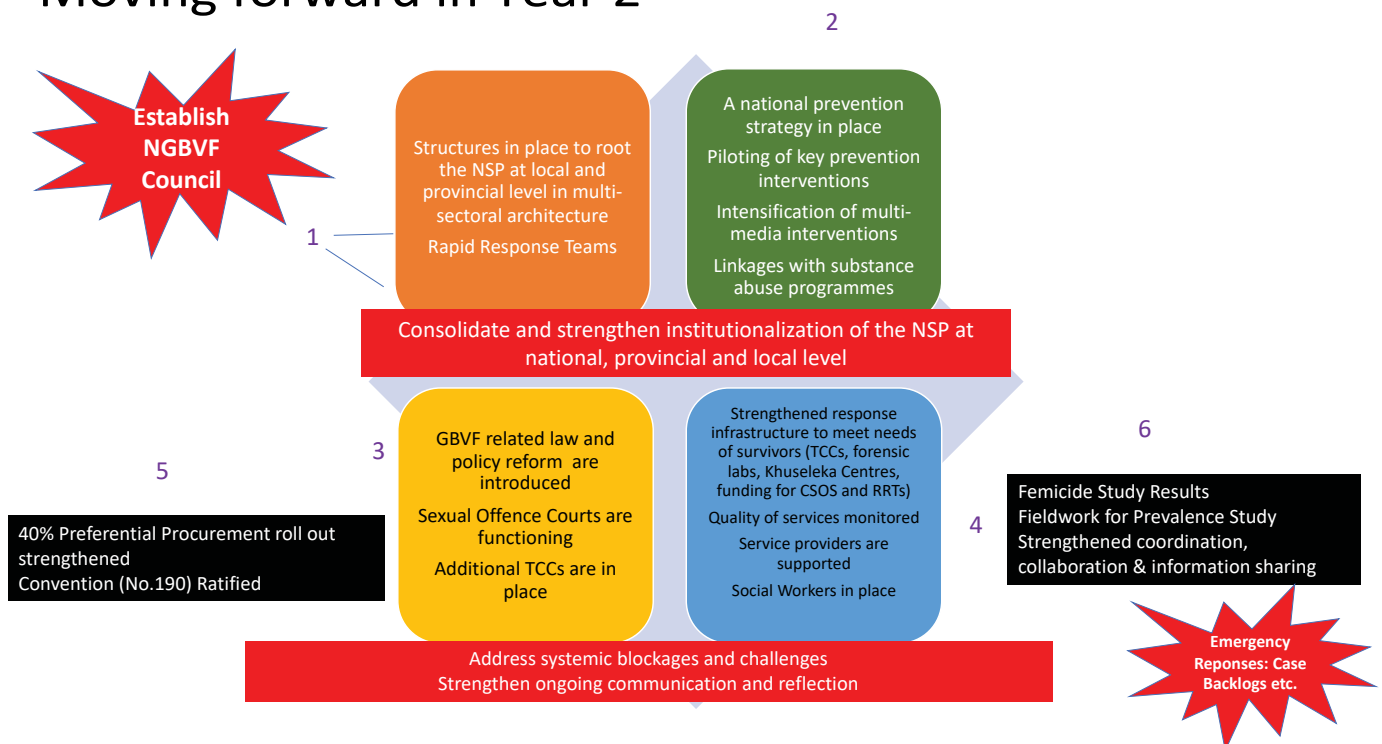 Moving forward in Year 2
2
Establish
NGBVF
Council
1
Structures in place to root
the NSP at local and
provincial level in multi-
sectoral architecture
Rapid Response Teams
A national prevention
strategy in place
Piloting of key prevention
interventions
Intensification of multi-
media interventions
Linkages with substance
abuse programmes
Consolidate and strengthen institutionalization of the NSP at
national, provincial and local level
3
GBVF related law and
policy reform are
introduced
Sexual Offence Courts are
functioning
Additional TCCs are in
place
Strengthened response
infrastructure to meet needs
of survivors (TCCs, forensic
labs, Khuseleka Centres,
funding for CSOS and RRTs)
Quality of services monitored
Service providers are
supported
Social Workers in place
4
5
40% Preferential Procurement roll out
strengthened
Convention (No.190) Ratified
6
Femicide Study Results
Fieldwork for Prevalence Study
Strengthened coordination,
collaboration & information sharing
Emergency
Reponses: Case
Backlogs etc.
Address systemic blockages and challenges
Strengthen ongoing communication and reflection